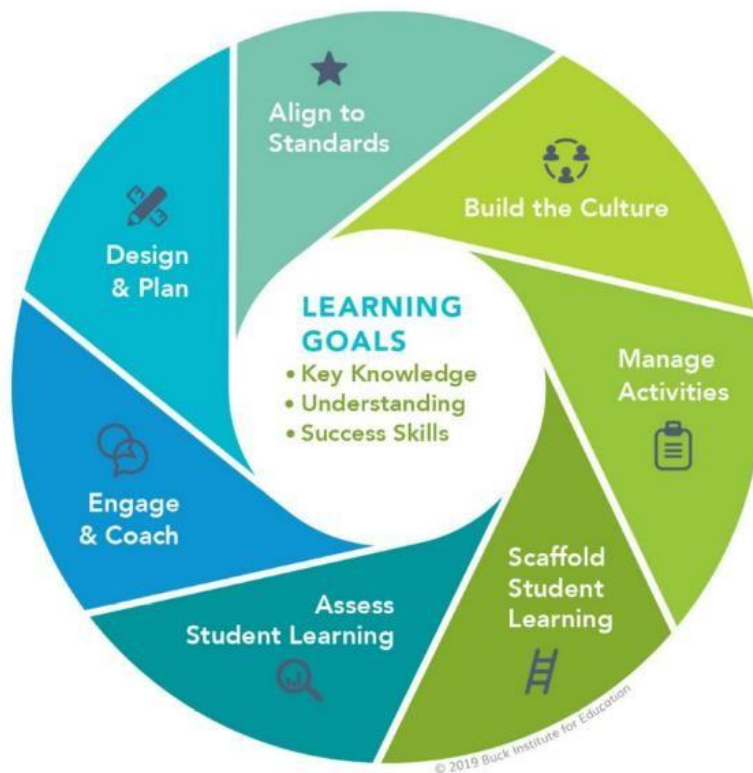 Align to
Standards
Build the Culture
Design
& Plan
LEARNING
GOALS
• Key Knowledge
• Understanding
• Success Skills
Manage
Activities
Engage
& Coach
Scaffold
Student
Learning
Assess
Student Learning
© 2019 Buck Institute for Education